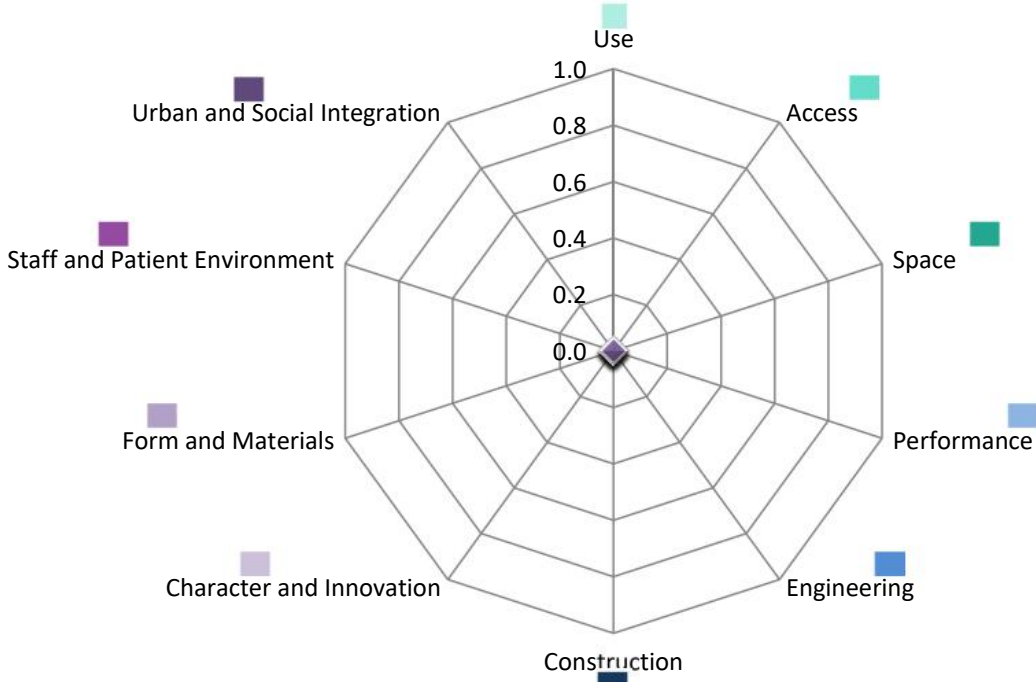 Use
1.0
Urban and Social Integration
Access
0.8
0.6
0.4
Staff and Patient Environment
Space
0.2
0.0
Form and Materials
Performance
Character and Innovation
Engineering
Construction